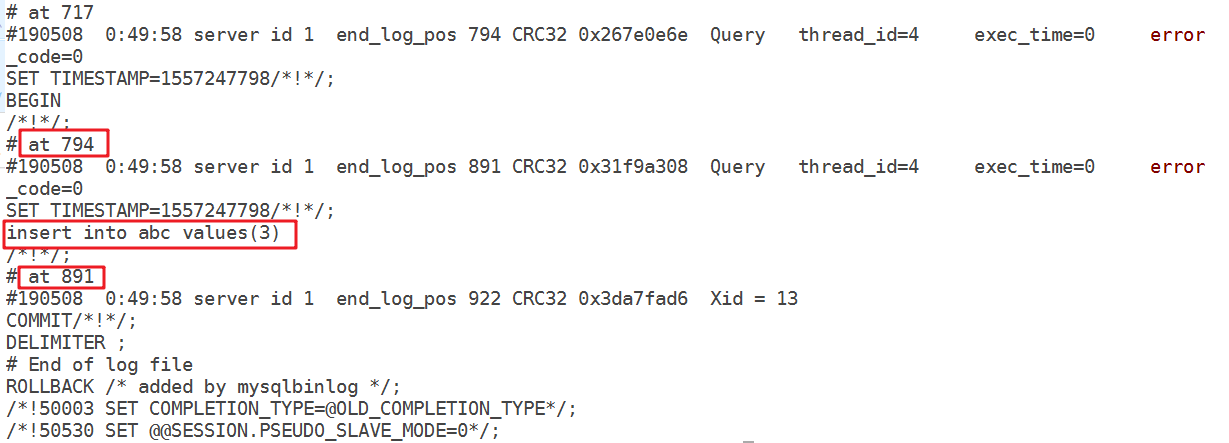 # at 717
#190508  0:49:58 server id 1  end_log_pos 794 CRC32 0x267e0e6e  Query   thread_id=4     exec_time=0     error
_code=0
SET TIMESTAMP=1557247798/*!*/;
BEGIN
/*!*/;
# at 794
#190508  0:49:58 server id 1  end_log_pos 891 CRC32 0x31f9a308  Query   thread_id=4     exec_time=0     error
_code=0
SET TIMESTAMP=1557247798/*!*/;
insert into abc values(3)
/*!*/;
# at 891
#190508  0:49:58 server id 1  end_log_pos 922 CRC32 0x3da7fad6  Xid = 13
COMMIT/*!*/;
DELIMITER ;
# End of log file
ROLLBACK /* added by mysqlbinlog */;
/*!50003 SET COMPLETION_TYPE=@OLD_COMPLETION_TYPE*/;
/*!50530 SET @@SESSION.PSEUDO_SLAVE_MODE=0*/;